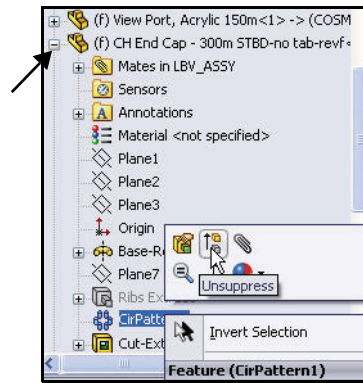 (f) View Port, Acrylic 150m<1> -> (COSM
(f) CH End Cap - 300m STBD-no tab-revf<
Mates in LBV_ASSY
Sensors
A Annotations
Material <not specified>
Plane1
Plane2
Plane3
Origin
Base-R
Plane7
Unsuppress
Ribs Ex
CirPatte
Invert Selection
Cut-Ext
Feature (CirPattern1)